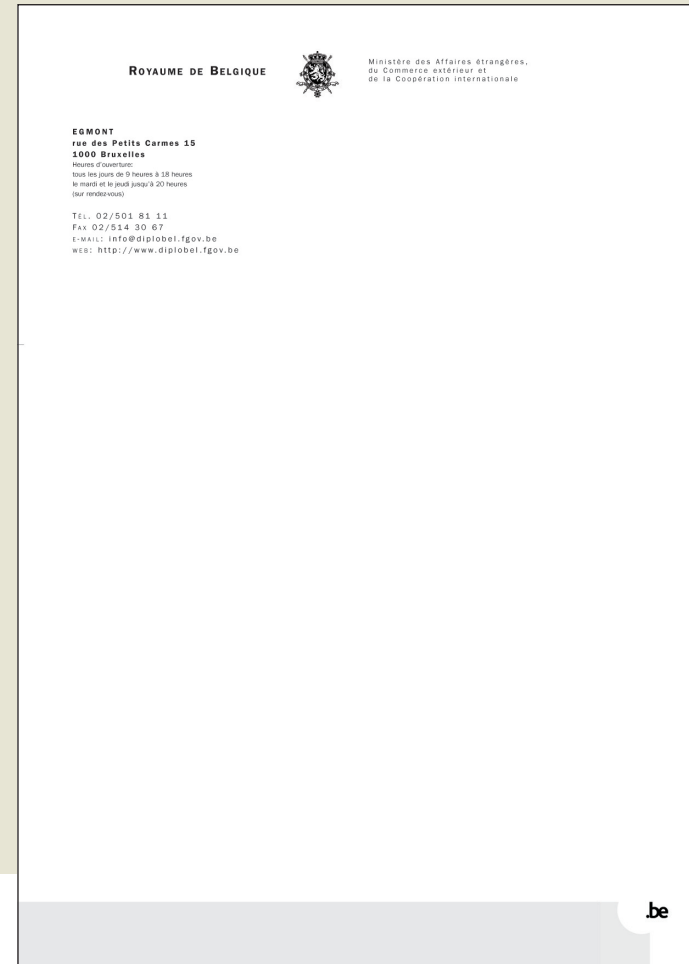 ROYAUME DE BELGIQUE
Ministère des Affaires étrangères,
du Commerce extérieur et
de la Coopération internationale
EGMONT
rue des Petits Carmes 15
1000 Bruxelles
Heures d'ouverture:
tous les jours de 9 heures à 18 heures
le mardi et le jeudi jusqu'à 20 heures
(sur rendez-vous)
TÉL. 02/501 81 11
FAX 02/514 30 67
E-MAIL: info@diplobel.fgov.be
WEB: http://www.diplobel.fgov.be
.be